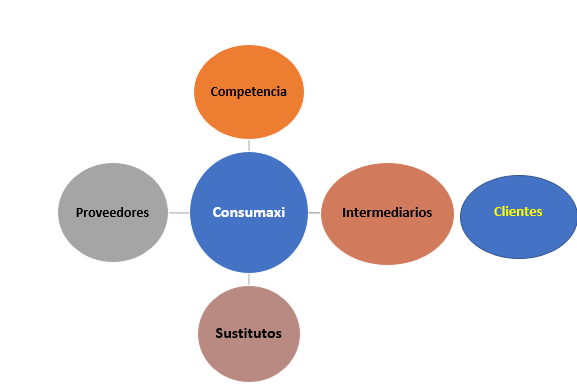 Competencia
Proveedores
Consumaxi
Intermediarios
Clientes
Sustitutos